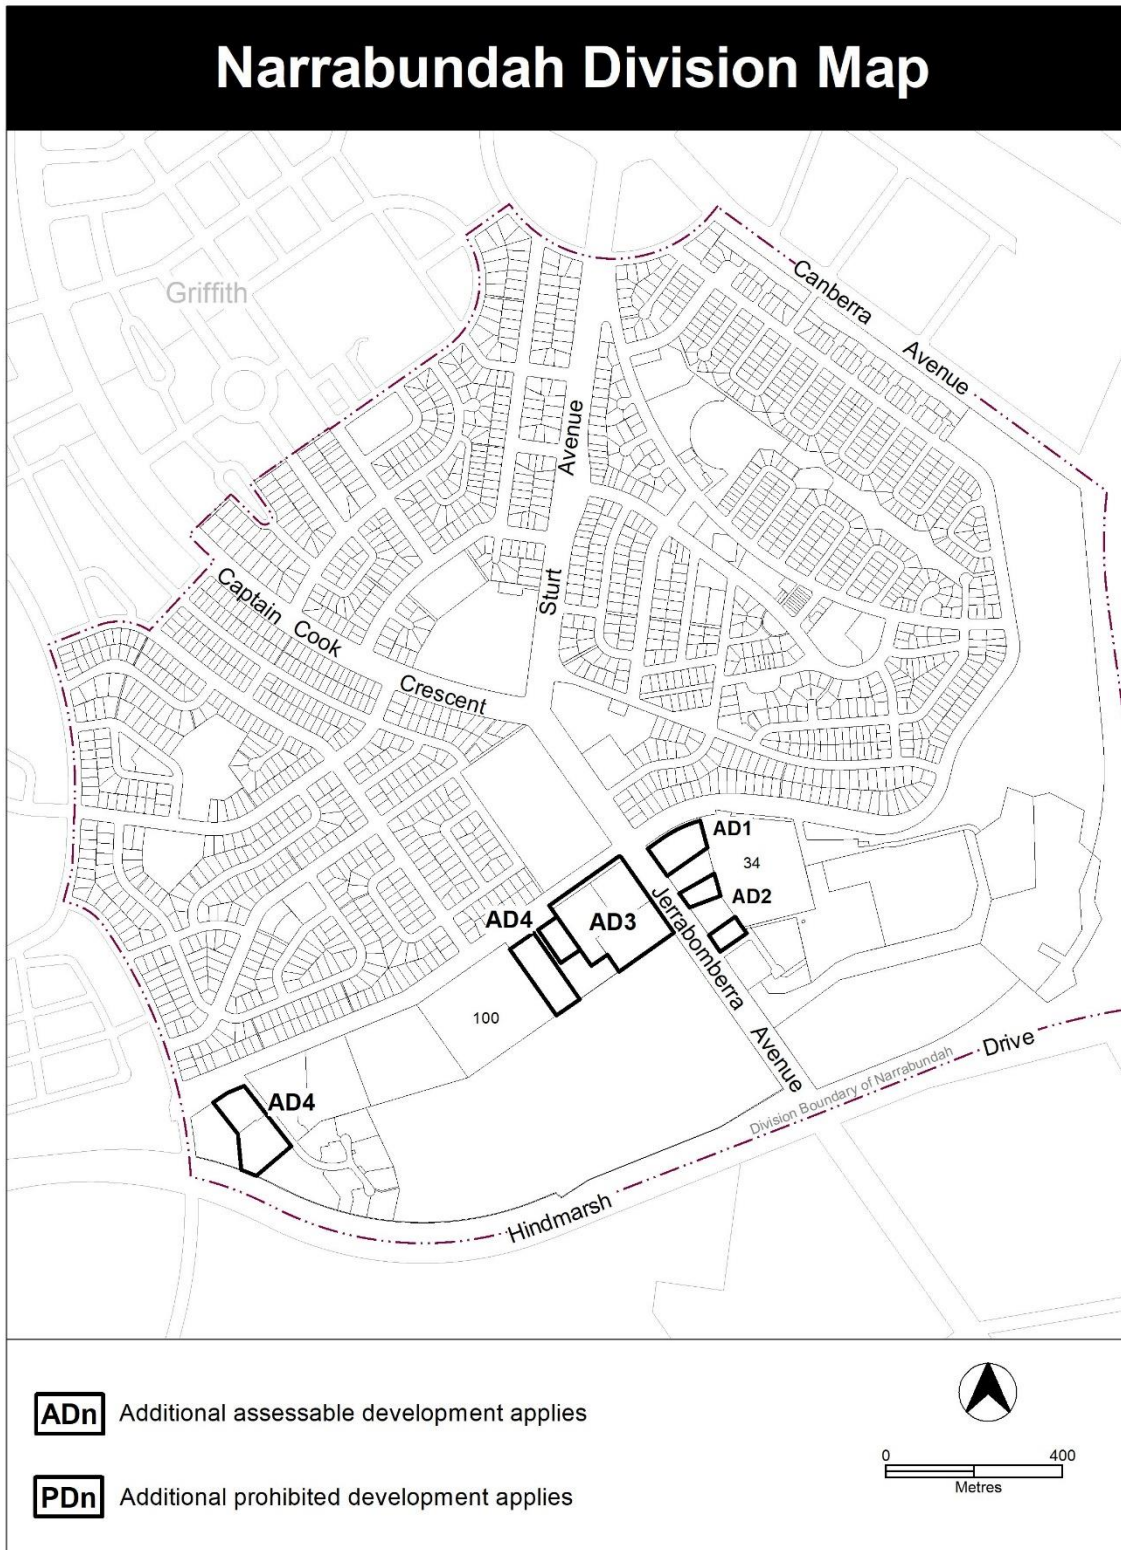 Narrabundah Division Map
Griffith
Canberra
Avenue
Avenue
Sturt
Captain Cook
Crescent
AD1
34
AD2
AD4
AD3
Jerrabomberra
Avenue
100
AD4
Division Boundary of Narrabundah
Drive
Hindmarsh
ADn Additional assessable development applies
PDn Additional prohibited development applies
0 400
Metres